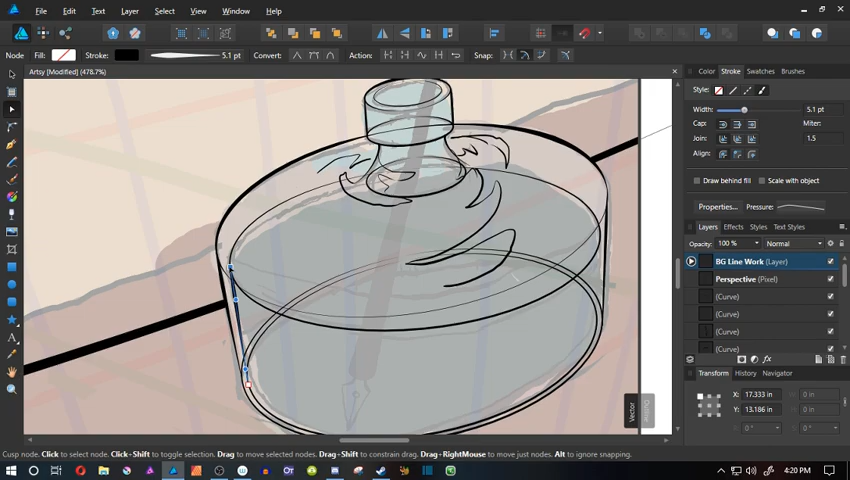 File Edit Text Layer Select View Window Help
Node Fill: Stroke: 5.1 pt Convert: Action: Snap:
Artsy [Modified] (478.7%)
Color Stroke Swatches Brushes
Style:
Width: 5.1 pt
Cap: Miter:
Join: 1.5
Align:
Draw behind fill Scale with object
Properties... Pressure:
Layers Effects Styles Text Styles
Opacity: 100 % Normal
BG Line Work (Layer)
Perspective (Pixel)
(Curve)
(Curve)
(Curve)
(Curve)
Transform History Navigator
X: 17.333 in W: 0 in
Y: 13.186 in H: 0 in
0 ° 0 °
Vector
Outline
Cusp node. Click to select node. Click+Shift to toggle selection. Drag to move selected nodes. Drag+Shift to constrain drag. Drag+RightMouse to move just nodes. Alt to ignore snapping.
4:20 PM